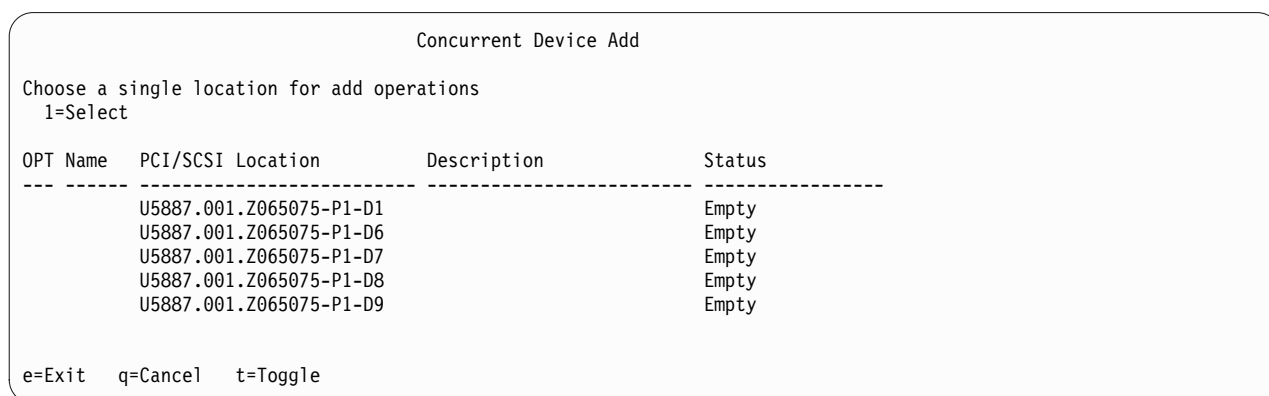 Concurrent Device Add
Choose a single location for add operations
1=Select
OPT Name PCI/SCSI Location Description Status
--- ------ -------------------------- ------------------------- -----------------
U5887.001.Z065075-P1-D1 Empty
U5887.001.Z065075-P1-D6 Empty
U5887.001.Z065075-P1-D7 Empty
U5887.001.Z065075-P1-D8 Empty
U5887.001.Z065075-P1-D9 Empty
e=Exit q=Cancel t=Toggle